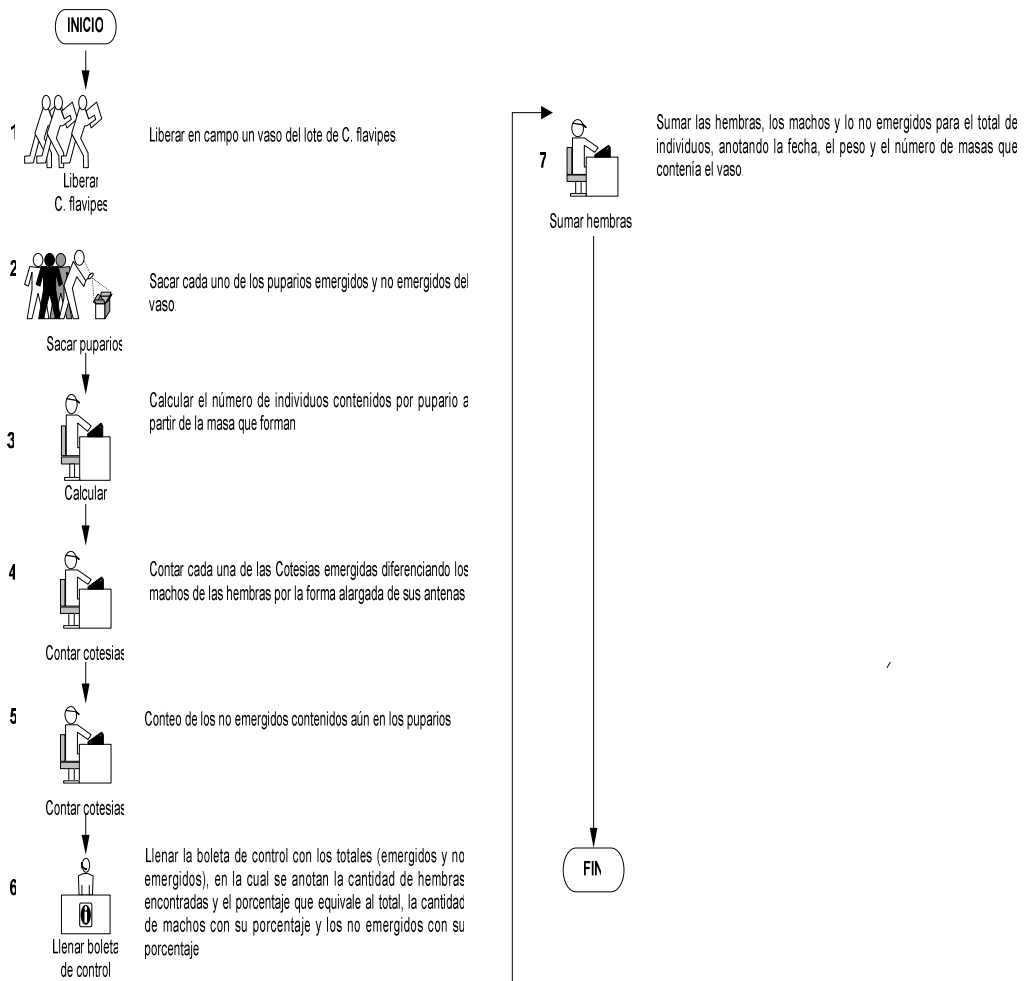 INICIO
1
Liberar
C. flavipes
Liberar en campo un vaso del lote de C. flavipes.
2
Sacar puparios
Sacar cada uno de los puparios emergidos y no emergidos del
vaso.
3
Calcular
Calcular el número de individuos contenidos por pupario a
partir de la masa que forman
4
Contar cotesias
Contar cada una de las Cotesias emergidas diferenciando los
machos de las hembras por la forma alargada de sus antenas
5
Contar cotesias
Conteo de los no emergidos contenidos aún en los puparios
6
Llenar boleta
de control
Llenar la boleta de control con los totales (emergidos y no
emergidos), en la cual se anotan la cantidad de hembras
encontradas y el porcentaje que equivale al total, la cantidad
de machos con su porcentaje y los no emergidos con su
porcentaje
7
Sumar hembras
Sumar las hembras, los machos y lo no emergidos para el total de
individuos, anotando la fecha, el peso y el número de masas que
contenía el vaso.
FIN